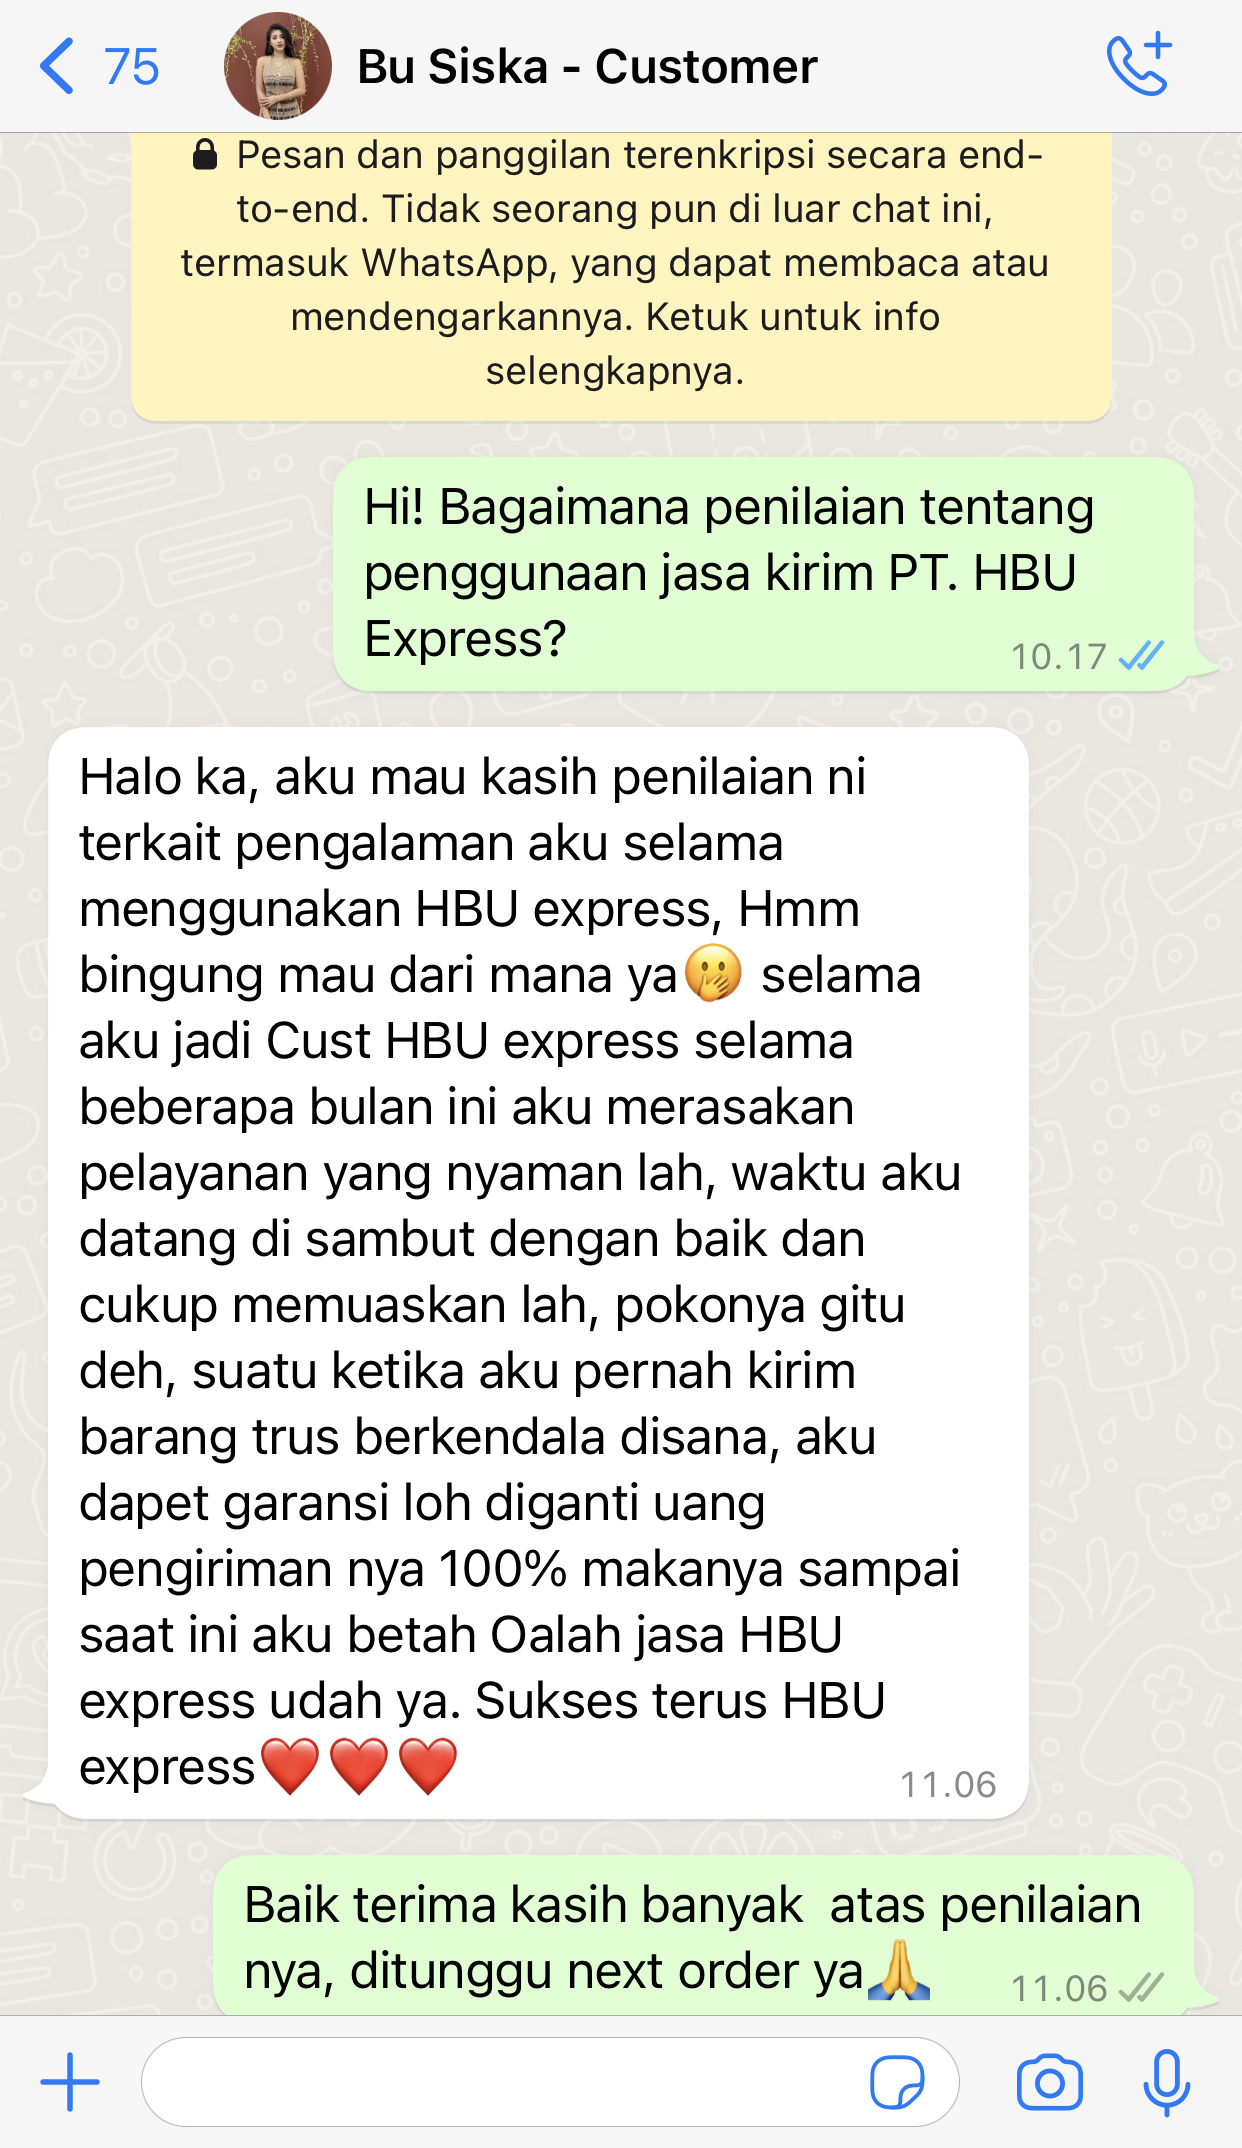 75
Bu Siska - Customer
🔒 Pesan dan panggilan terenkripsi secara end-
to-end. Tidak seorang pun di luar chat ini,
termasuk WhatsApp, yang dapat membaca atau
mendengarkannya. Ketuk untuk info
selengkapnya.
Hi! Bagaimana penilaian tentang
penggunaan jasa kirim PT. HBU
Express?
10.17
Halo ka, aku mau kasih penilaian ni
terkait pengalaman aku selama
menggunakan HBU express, Hmm
bingung mau dari mana ya🤭 selama
aku jadi Cust HBU express selama
beberapa bulan ini aku merasakan
pelayanan yang nyaman lah, waktu aku
datang di sambut dengan baik dan
cukup memuaskan lah, pokonya gitu
deh, suatu ketika aku pernah kirim
barang trus berkendala disana, aku
dapet garansi loh diganti uang
pengiriman nya 100% makanya sampai
saat ini aku betah Oalah jasa HBU
express udah ya. Sukses terus HBU
express❤️❤️❤️
11.06
Baik terima kasih banyak  atas penilaian
nya, ditunggu next order ya🙏
11.06